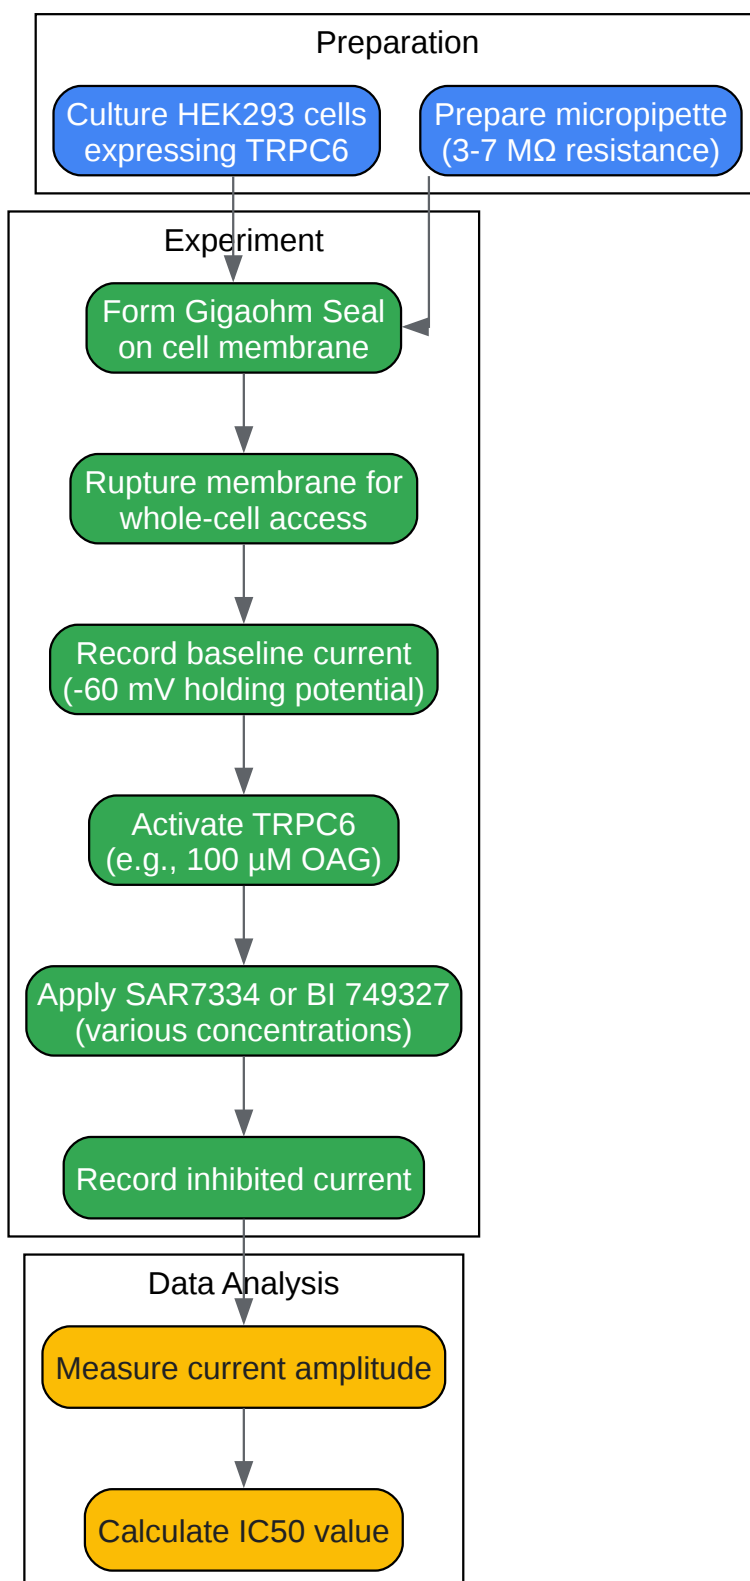 Preparation
Culture HEK293 cells
expressing TRPC6
Prepare micropipette
(3-7 MΩ resistance)
Experiment
Form Gigaohm Seal
on cell membrane
Rupture membrane for
whole-cell access
Record baseline current
(-60 mV holding potential)
Activate TRPC6
(e.g., 100 µM OAG)
Apply SAR7334 or BI 749327
(various concentrations)
Record inhibited current
Data Analysis
Measure current amplitude
Calculate IC50 value